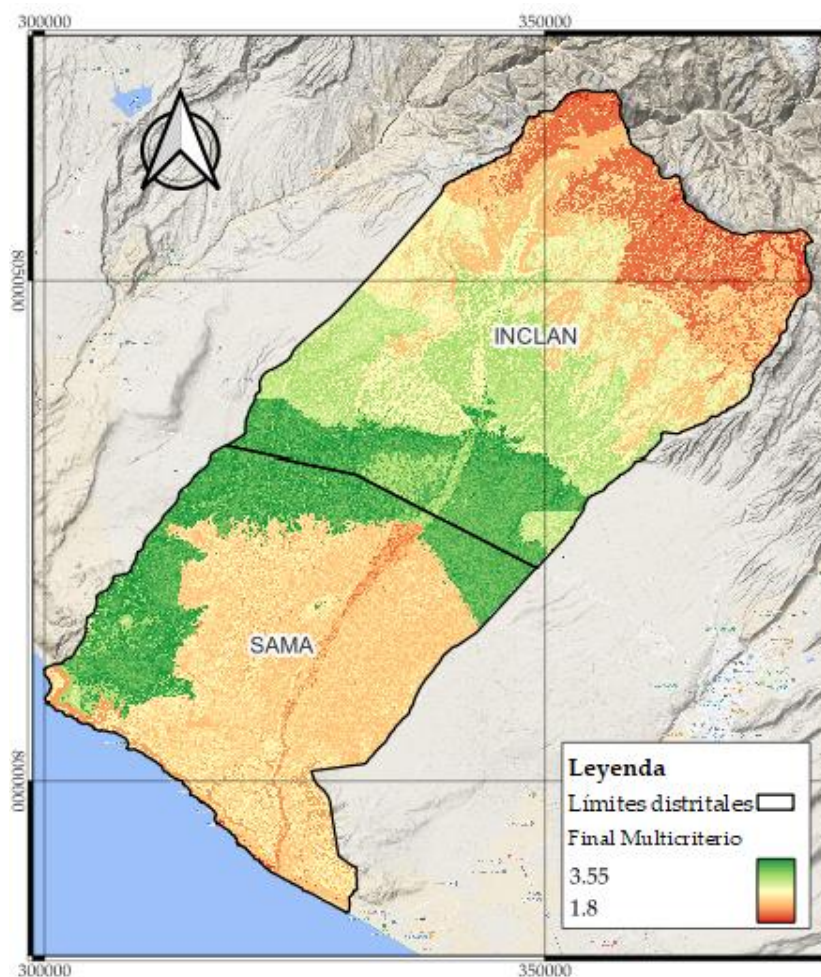 300000
350000
8050000
INCLAN
SAMA
8000000
Leyenda
Límites distritales
Final Multicriterio
3.55
1.8
300000
350000